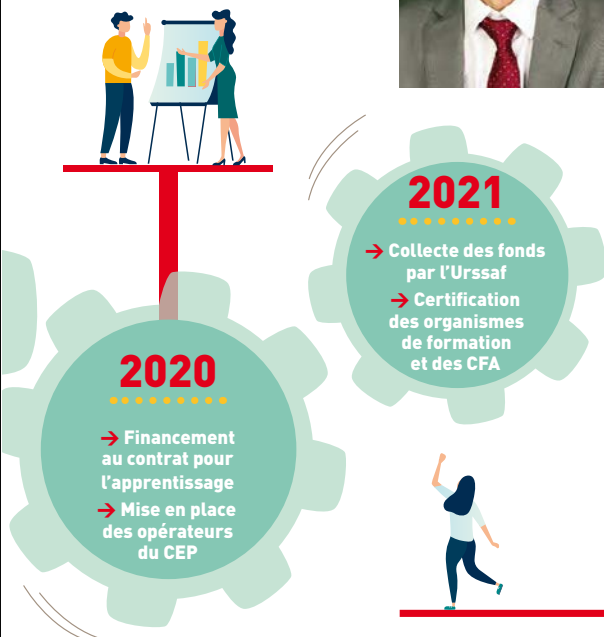 2020
→ Financement
au contrat pour
l’apprentissage
→ Mise en place
des opérateurs
du CEP
2021
→ Collecte des fonds
par l’Urssaf
→ Certification
des organismes
de formation
et des CFA